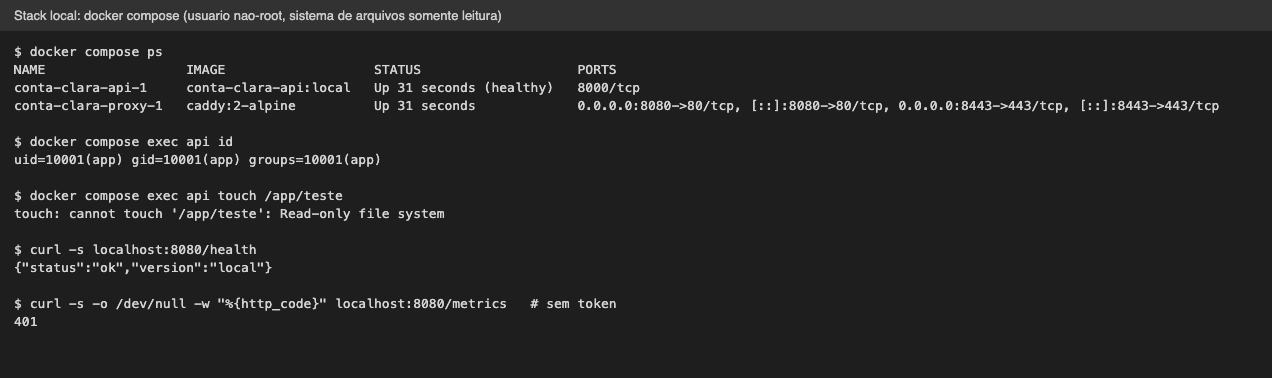 Stack local: docker compose (usuario nao-root, sistema de arquivos somente leitura)
$ docker compose ps
NAME                  IMAGE                   STATUS                    PORTS
conta-clara-api-1     conta-clara-api:local   Up 31 seconds (healthy)   8000/tcp
conta-clara-proxy-1   caddy:2-alpine          Up 31 seconds             0.0.0.0:8080->80/tcp, [::]:8080->80/tcp, 0.0.0.0:8443->443/tcp, [::]:8443->443/tcp
$ docker compose exec api id
uid=10001(app) gid=10001(app) groups=10001(app)
$ docker compose exec api touch /app/teste
touch: cannot touch '/app/teste': Read-only file system
$ curl -s localhost:8080/health
{"status":"ok","version":"local"}
$ curl -s -o /dev/null -w "%{http_code}" localhost:8080/metrics   # sem token
401